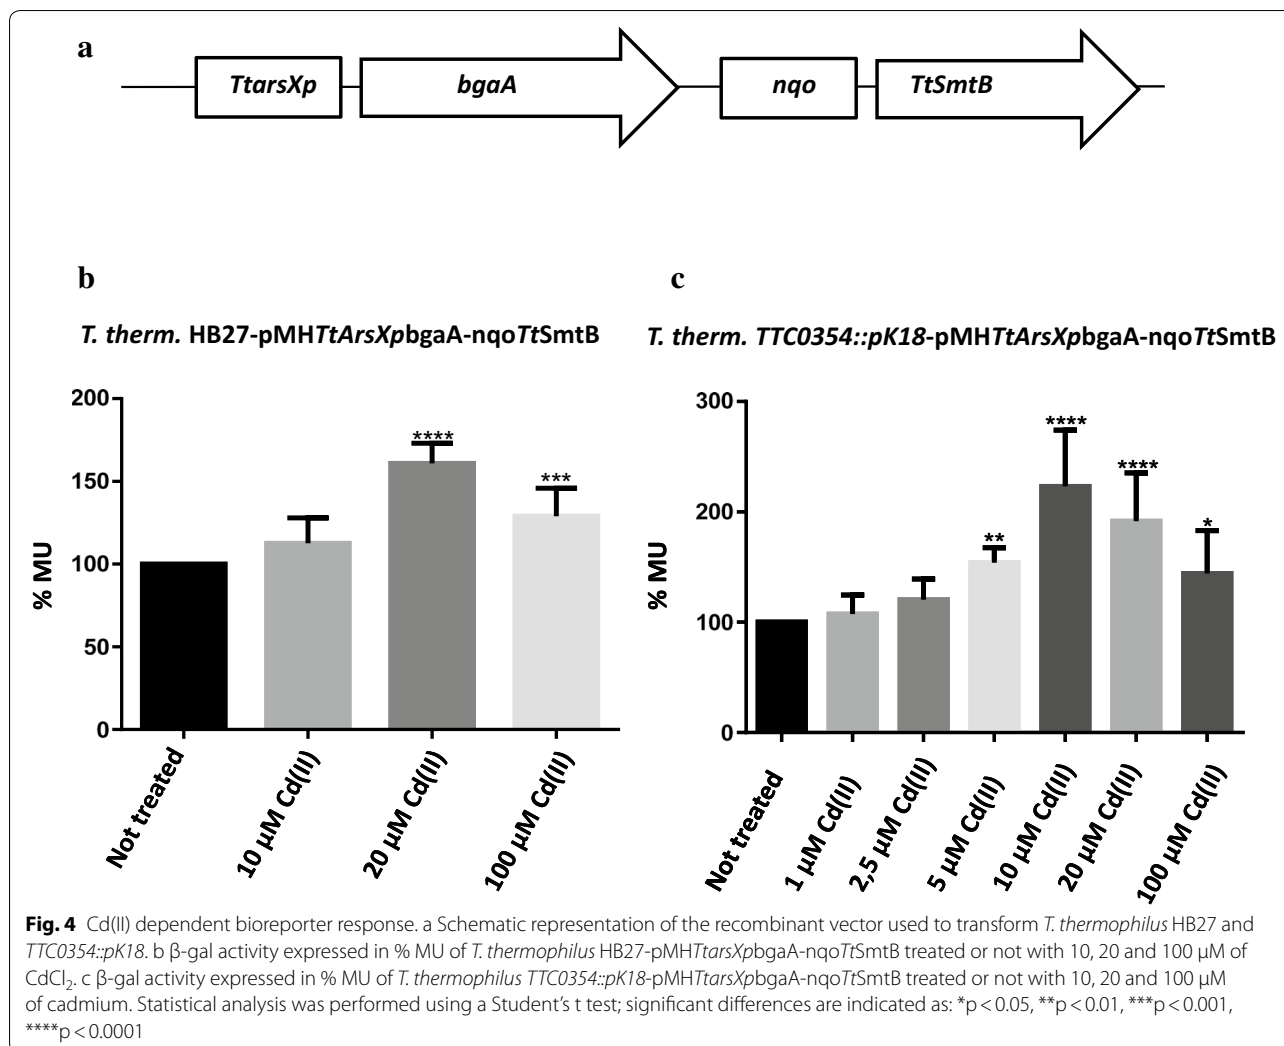 a
TtarsXp bgaA nqo TtSmtB
b
T. therm. HB27-pMHTtArsXpbgaA-nqoTtSmtB
200
150
100
50
0
% MU
****
***
Not treated
10 µM Cd(II)
20 µM Cd(II)
100 µM Cd(II)
c
T. therm. TTC0354::pK18-pMHTtArsXpbgaA-nqoTtSmtB
300
200
100
0
% MU
**
****
****
*
Not treated
1 µM Cd(II)
2,5 µM Cd(II)
5 µM Cd(II)
10 µM Cd(II)
20 µM Cd(II)
100 µM Cd(II)
Fig. 4 Cd(II) dependent bioreporter response. a Schematic representation of the recombinant vector used to transform T. thermophilus HB27 and
TTC0354::pK18. b β-gal activity expressed in % MU of T. thermophilus HB27-pMHTtarsXpbgaA-nqoTtSmtB treated or not with 10, 20 and 100 µM of
CdCl₂. c β-gal activity expressed in % MU of T. thermophilus TTC0354::pK18-pMHTtarsXpbgaA-nqoTtSmtB treated or not with 10, 20 and 100 µM
of cadmium. Statistical analysis was performed using a Student’s t test; significant differences are indicated as: *p < 0.05, **p < 0.01, ***p < 0.001,
****p < 0.0001